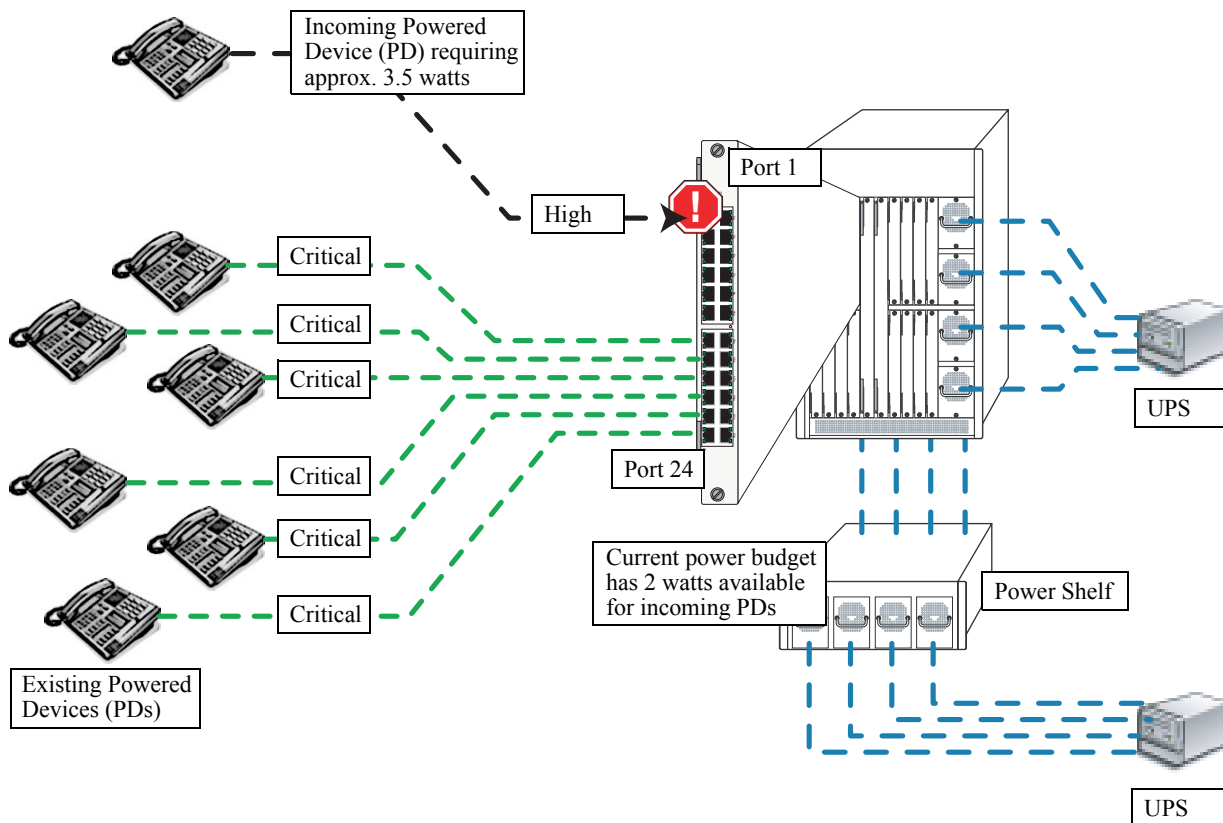 Incoming Powered
Device (PD) requiring
approx. 3.5 watts
Port 1
High
Critical
Critical
Critical
Critical
Critical
Critical
Port 24
UPS
Current power budget
has 2 watts available
for incoming PDs
Power Shelf
Existing Powered
Devices (PDs)
UPS